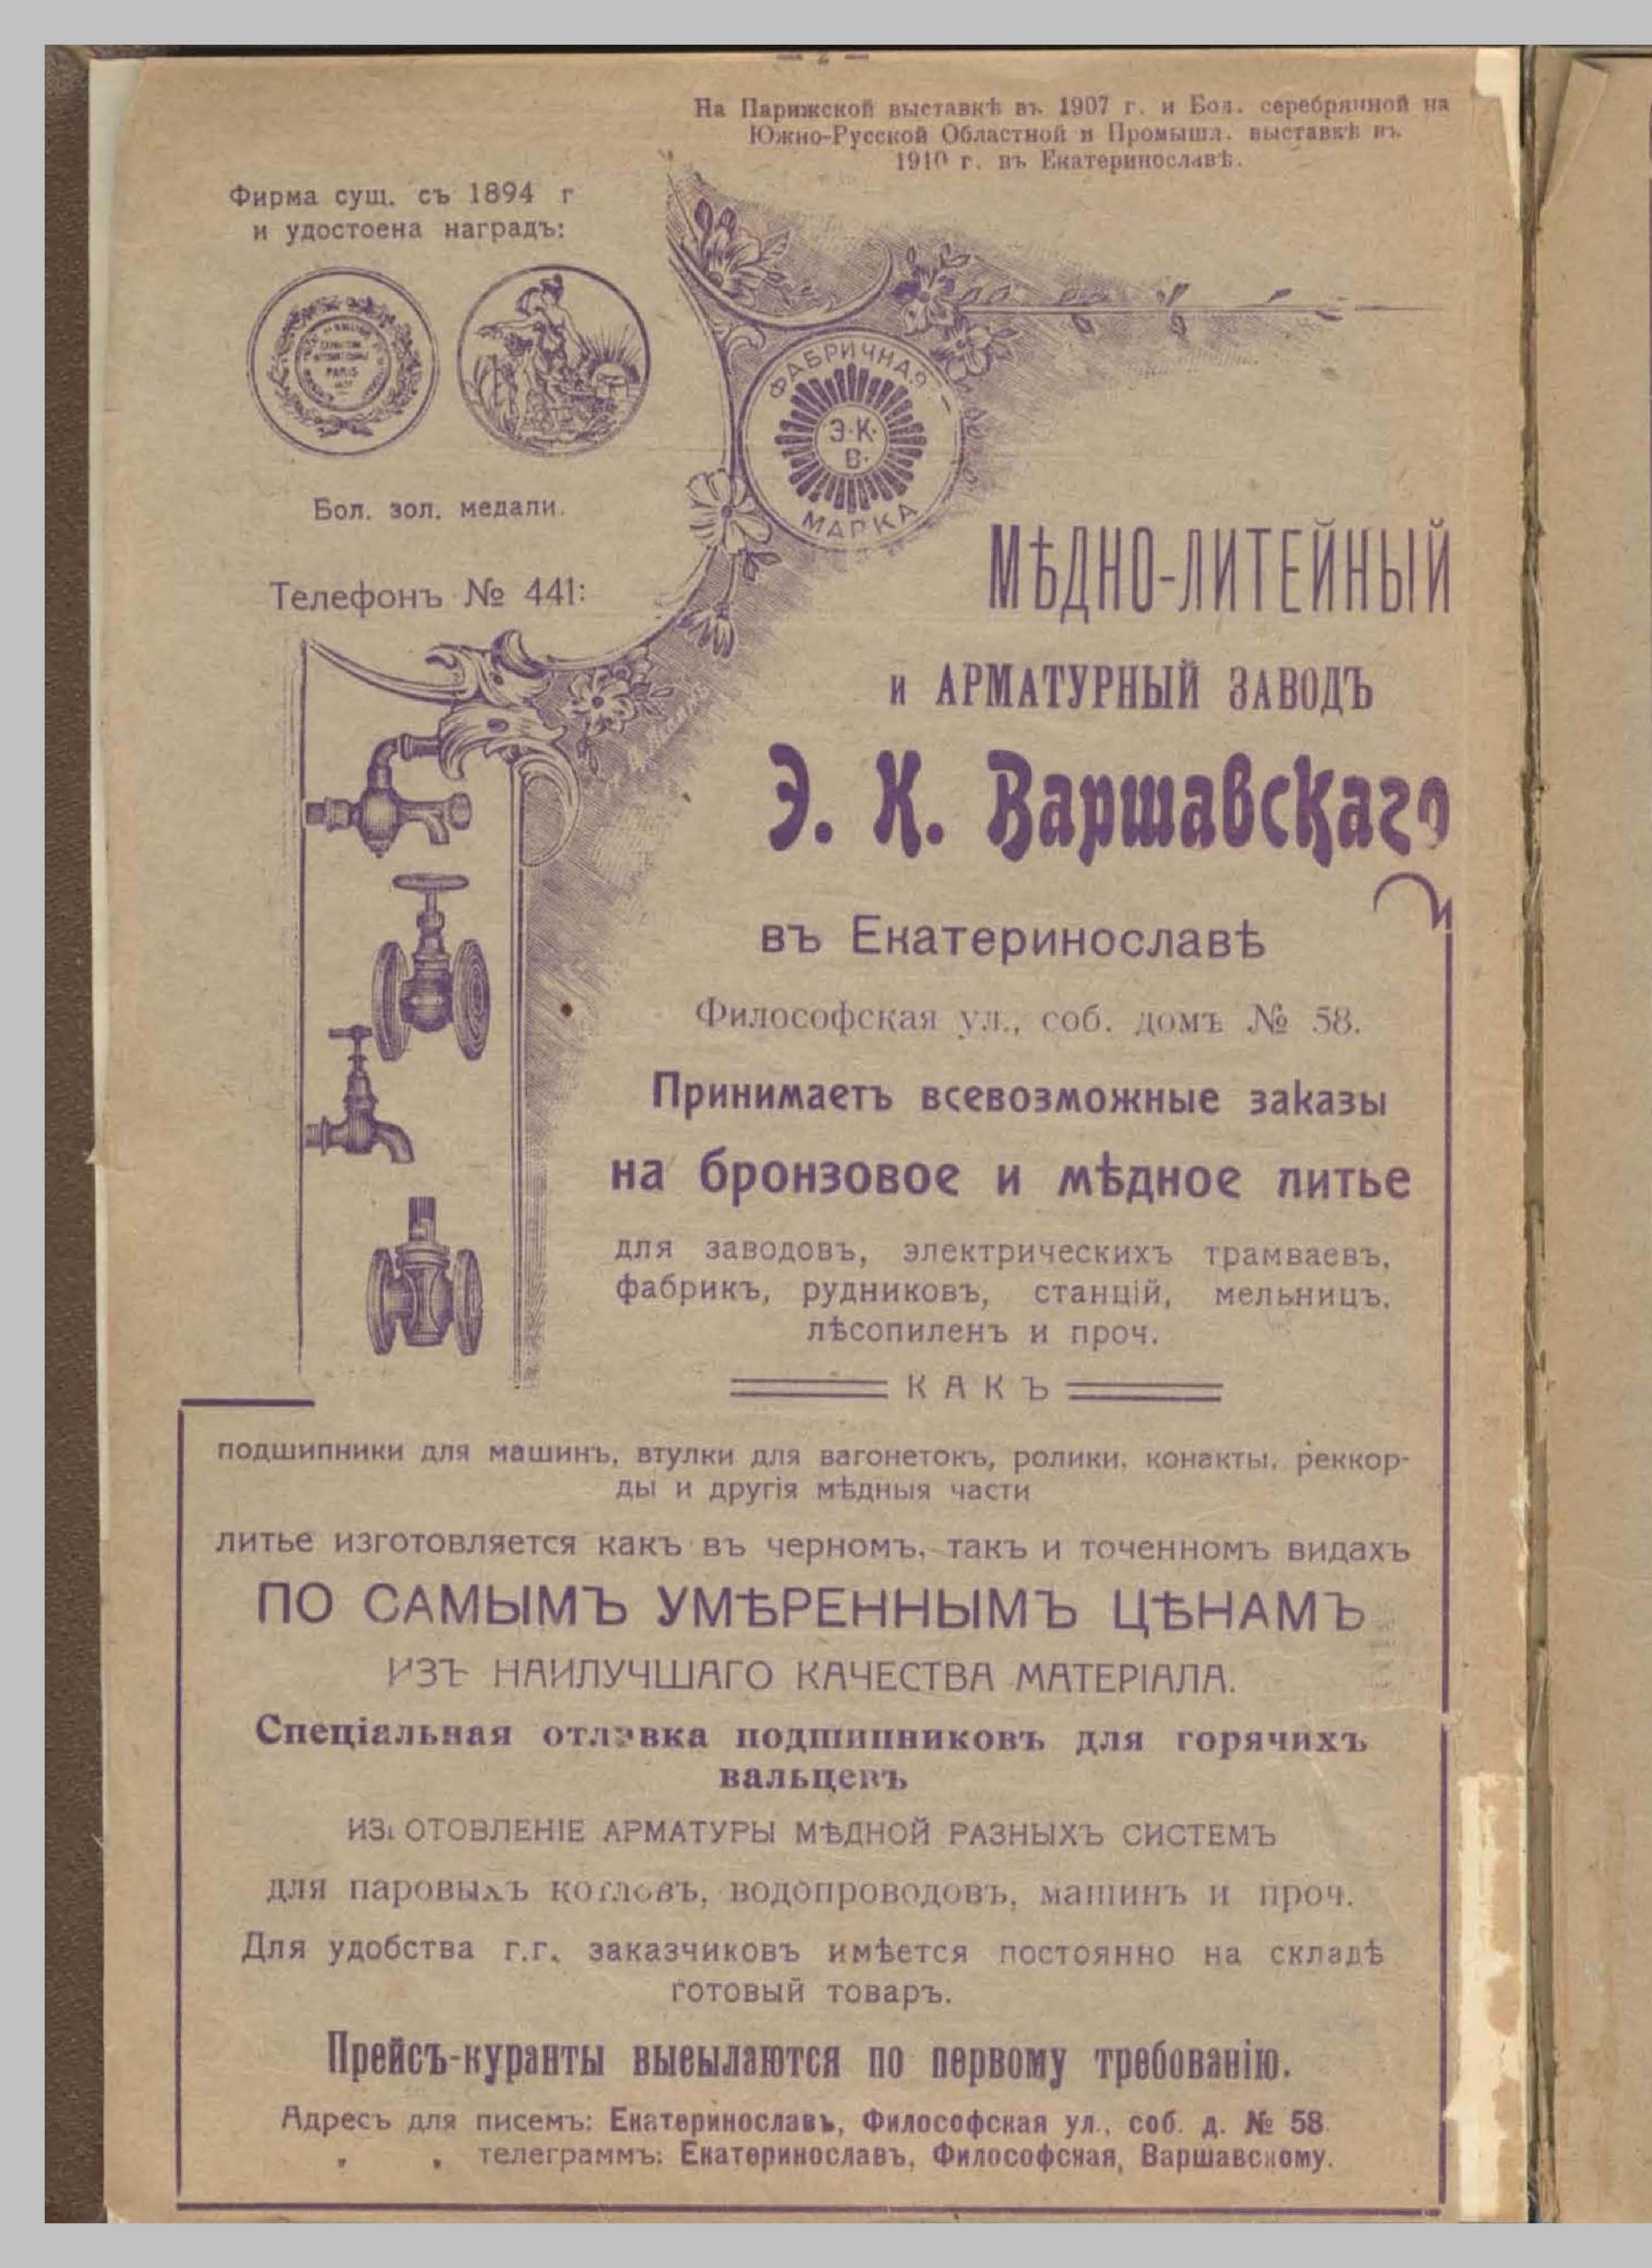 — 2 —
На Парижской выставкѣ въ 1907 г. и Бол. серебрянной на
Южно-Русской Областной и Промышл. выставкѣ въ
1910 г. въ Екатеринославѣ.
Фирма сущ. съ 1894 г
и удостоена наградъ:
PARIS
Бол. зол. медали.
Телефонъ № 441:
ФАБРИЧНАЯ
Э·К·
В·
МАРКА
МѢДНО-ЛИТЕЙНЫЙ
и АРМАТУРНЫЙ ЗАВОДЪ
Э. К. Варшавскаго
въ Екатеринославѣ
Философская ул., соб. домъ № 58.
Принимаетъ всевозможные заказы
на бронзовое и мѣдное литье
для заводовъ, электрическихъ трамваевъ,
фабрикъ, рудниковъ, станцій, мельницъ,
лѣсопиленъ и проч.
КАКЪ
подшипники для машинъ, втулки для вагонетокъ, ролики, конакты, реккор-
ды и другія мѣдныя части
литье изготовляется какъ въ черномъ, такъ и точенномъ видахъ
ПО САМЫМЪ УМѢРЕННЫМЪ ЦѢНАМЪ
ИЗЪ НАИЛУЧШАГО КАЧЕСТВА МАТЕРІАЛА.
Спеціальная отливка подшипниковъ для горячихъ
вальцевъ
ИЗГОТОВЛЕНІЕ АРМАТУРЫ МѢДНОЙ РАЗНЫХЪ СИСТЕМЪ
для паровыхъ котловъ, водопроводовъ, машинъ и проч.
Для удобства г.г. заказчиковъ имѣется постоянно на складѣ
готовый товаръ.
Прейсъ-куранты высылаются по первому требованію.
Адресъ для писемъ: Екатеринославъ, Философская ул., соб. д. № 58.
„ „ телеграммъ: Екатеринославъ, Философская, Варшавскому.